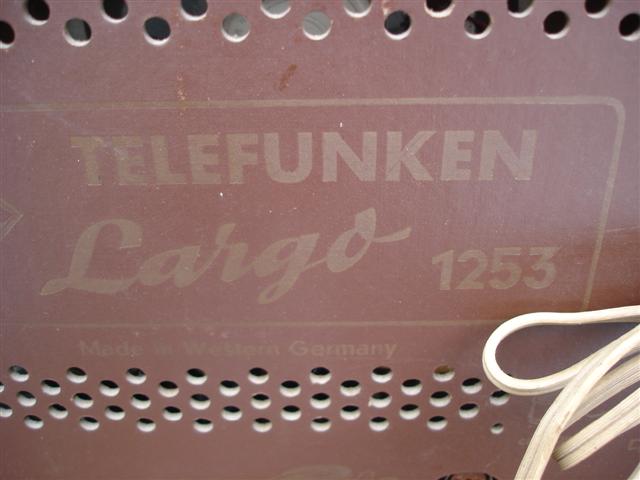 TELEFUNKEN
Largo 1253
Made in Western Germany